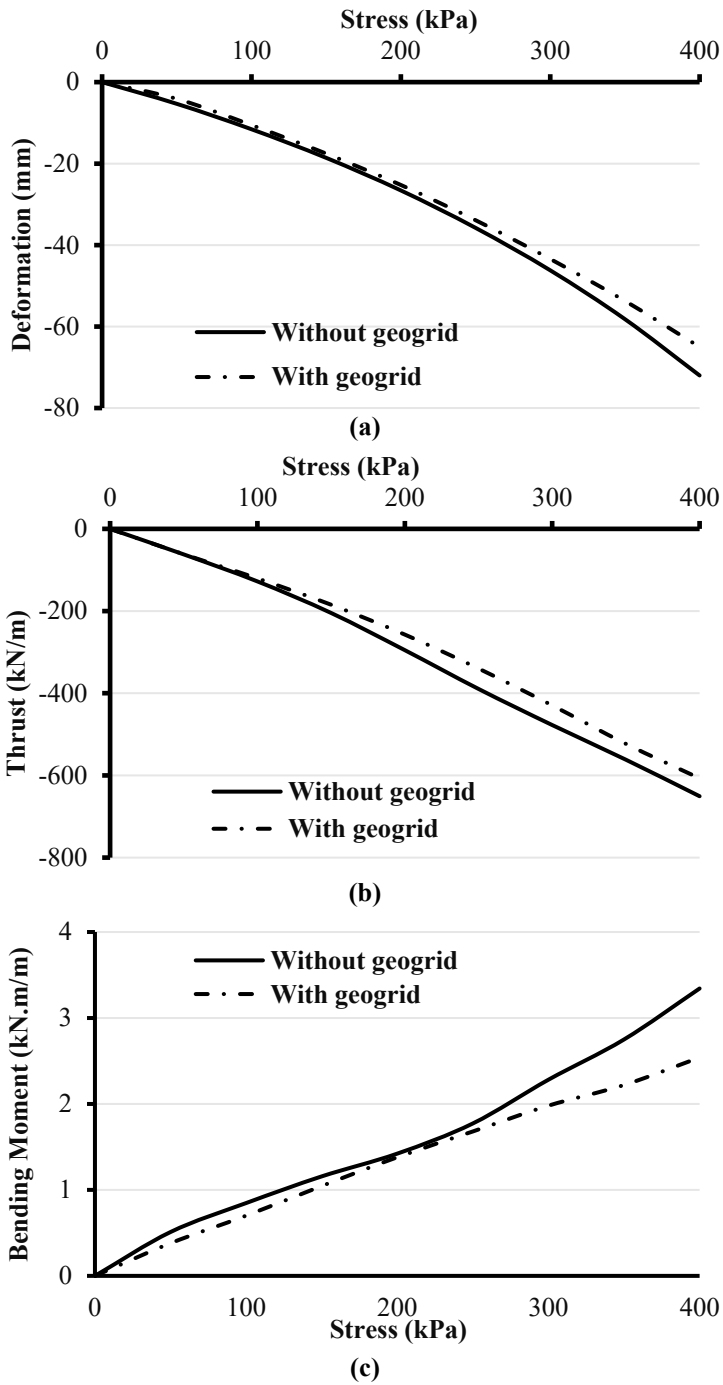 Stress (kPa)
0 100 200 300 400
0
-20
-40
-60
-80
Deformation (mm)
Without geogrid
With geogrid
(a)
Stress (kPa)
0 100 200 300 400
0
-200
-400
-600
-800
Thrust (kN/m)
Without geogrid
With geogrid
(b)
4
3
2
1
0
Bending Moment (kN.m/m)
Without geogrid
With geogrid
0 100 200 300 400
Stress (kPa)
(c)